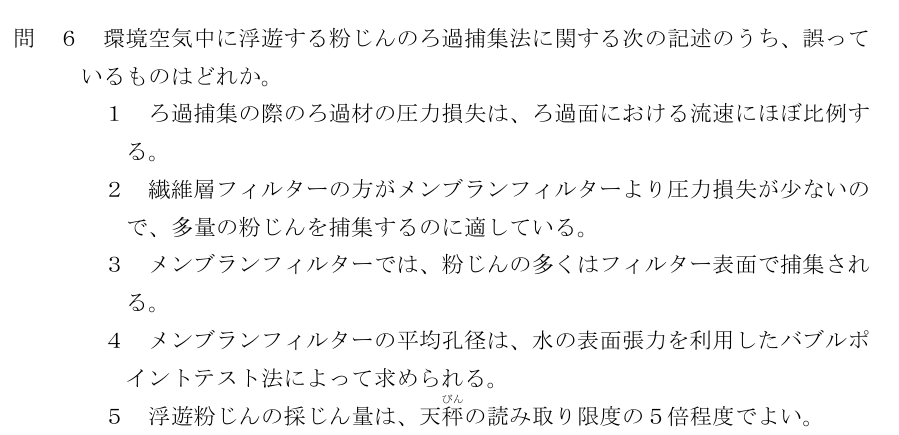 問　６　環境空気中に浮遊する粉じんのろ過捕集法に関する次の記述のうち、誤って
いるものはどれか。
１　ろ過捕集の際のろ過材の圧力損失は、ろ過面における流速にほぼ比例す
る。
２　繊維層フィルターの方がメンブランフィルターより圧力損失が少ないの
で、多量の粉じんを捕集するのに適している。
３　メンブランフィルターでは、粉じんの多くはフィルター表面で捕集され
る。
４　メンブランフィルターの平均孔径は、水の表面張力を利用したバブルポ
イントテスト法によって求められる。
びん
５　浮遊粉じんの採じん量は、天秤の読み取り限度の５倍程度でよい。